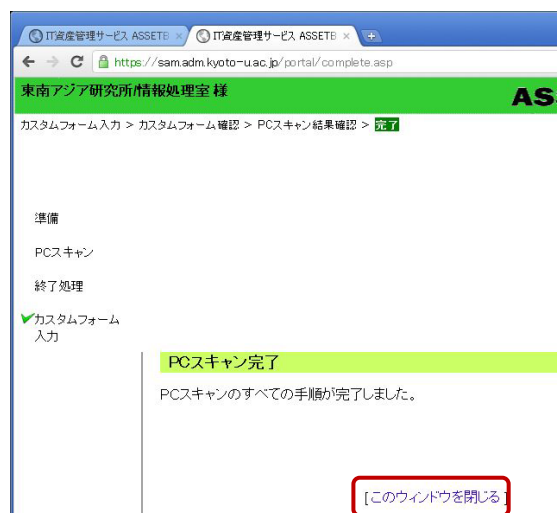 IT資産管理サービス ASSETB
IT資産管理サービス ASSETB
https://sam.adm.kyoto-u.ac.jp/portal/complete.asp
東南アジア研究所/情報処理室 様
AS
カスタムフォーム入力 > カスタムフォーム確認 > PCスキャン結果確認 > 完了
準備
PCスキャン
終了処理
カスタムフォーム
入力
PCスキャン完了
PCスキャンのすべての手順が完了しました。
[このウィンドウを閉じる]